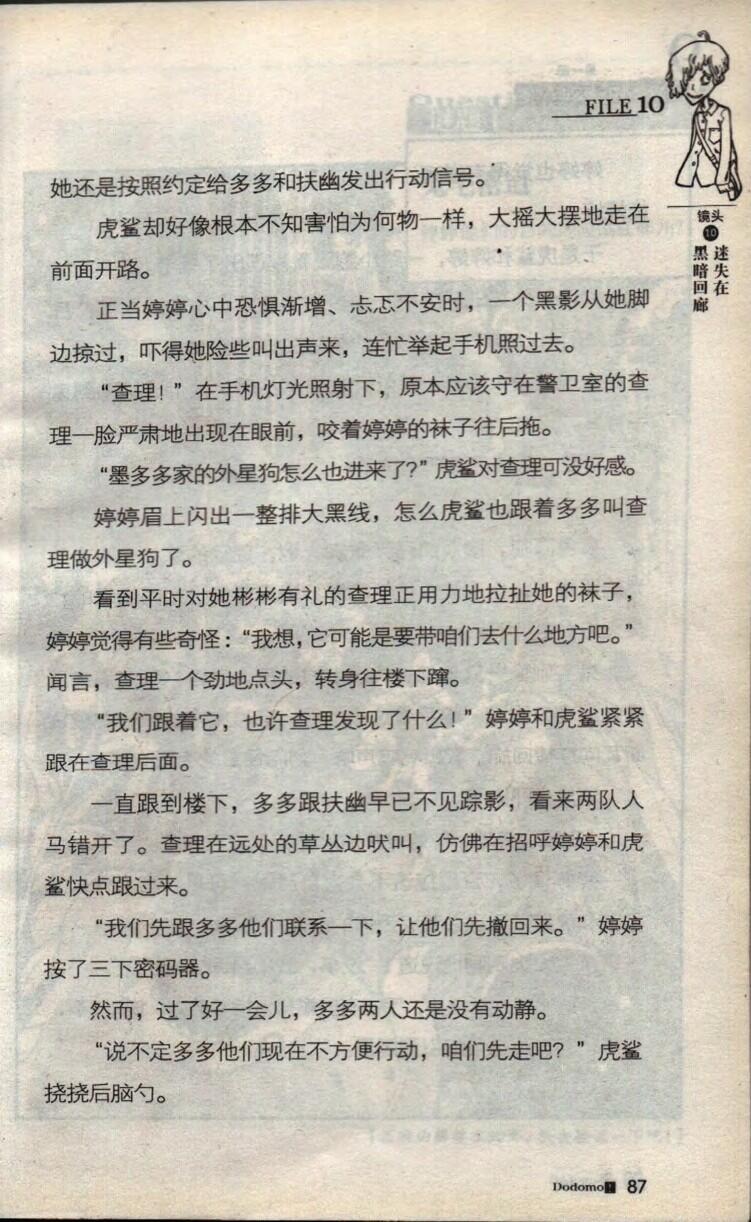 FILE 10
镜头
10
迷失在
黑暗回廊
她还是按照约定给多多和扶幽发出行动信号。
虎鲨却好像根本不知害怕为何物一样，大摇大摆地走在
前面开路。
正当婷婷心中恐惧渐增、忐忑不安时，一个黑影从她脚
边掠过，吓得她险些叫出声来，连忙举起手机照过去。
“查理！”在手机灯光照射下，原本应该守在警卫室的查
理一脸严肃地出现在眼前，咬着婷婷的袜子往后拖。
“墨多多家的外星狗怎么也进来了？”虎鲨对查理可没好感。
婷婷眉上闪出一整排大黑线，怎么虎鲨也跟着多多叫查
理做外星狗了。
看到平时对她彬彬有礼的查理正用力地拉扯她的袜子，
婷婷觉得有些奇怪：“我想，它可能是要带咱们去什么地方吧。”
闻言，查理一个劲地点头，转身往楼下蹿。
“我们跟着它，也许查理发现了什么！”婷婷和虎鲨紧紧
跟在查理后面。
一直跟到楼下，多多跟扶幽早已不见踪影，看来两队人
马错开了。查理在远处的草丛边吠叫，仿佛在招呼婷婷和虎
鲨快点跟过来。
“我们先跟多多他们联系一下，让他们先撤回来。”婷婷
按了三下密码器。
然而，过了好一会儿，多多两人还是没有动静。
“说不定多多他们现在不方便行动，咱们先走吧？”虎鲨
挠挠后脑勺。
Dodomo! 87